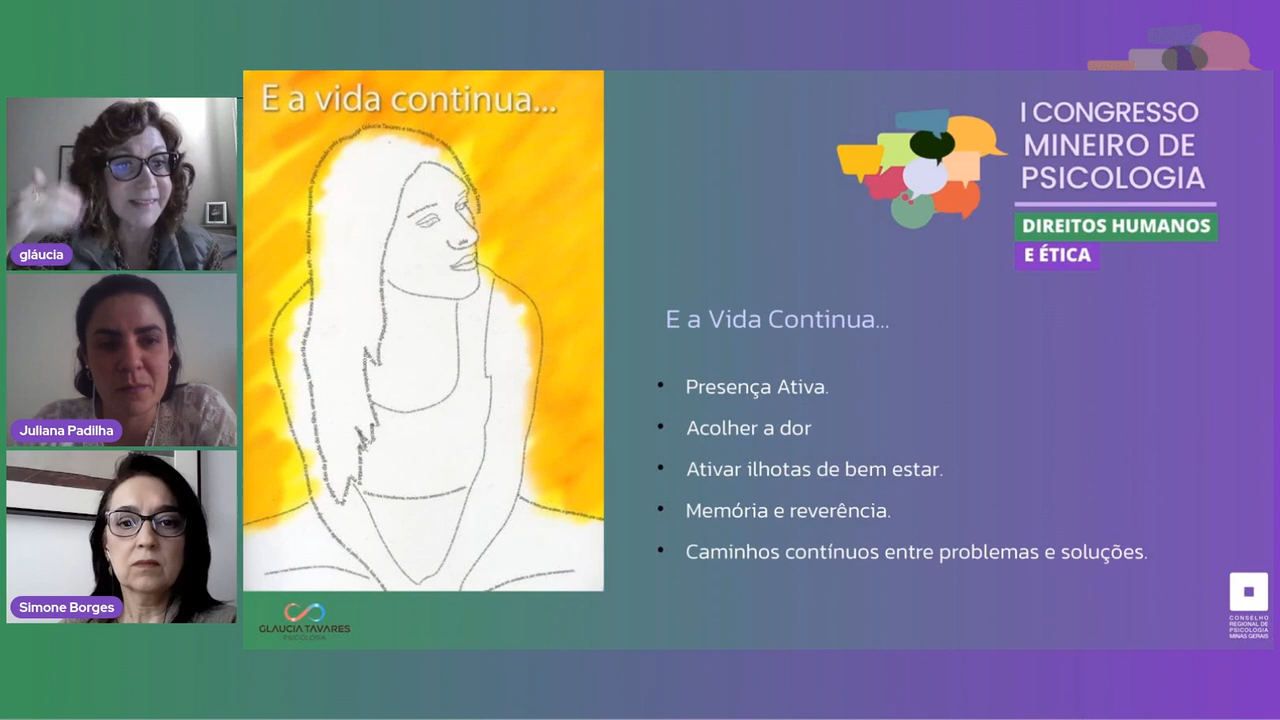 gláucia
Juliana Padilha
Simone Borges
E a vida continua...
GLAUCIA TAVARES
PSICÓLOGA
I CONGRESSO
MINEIRO DE
PSICOLOGIA
DIREITOS HUMANOS
E ÉTICA
E a Vida Continua...
• Presença Ativa.
• Acolher a dor
• Ativar ilhotas de bem estar.
• Memória e reverência.
• Caminhos contínuos entre problemas e soluções.
CONSELHO
REGIONAL DE
PSICOLOGIA
MINAS GERAIS